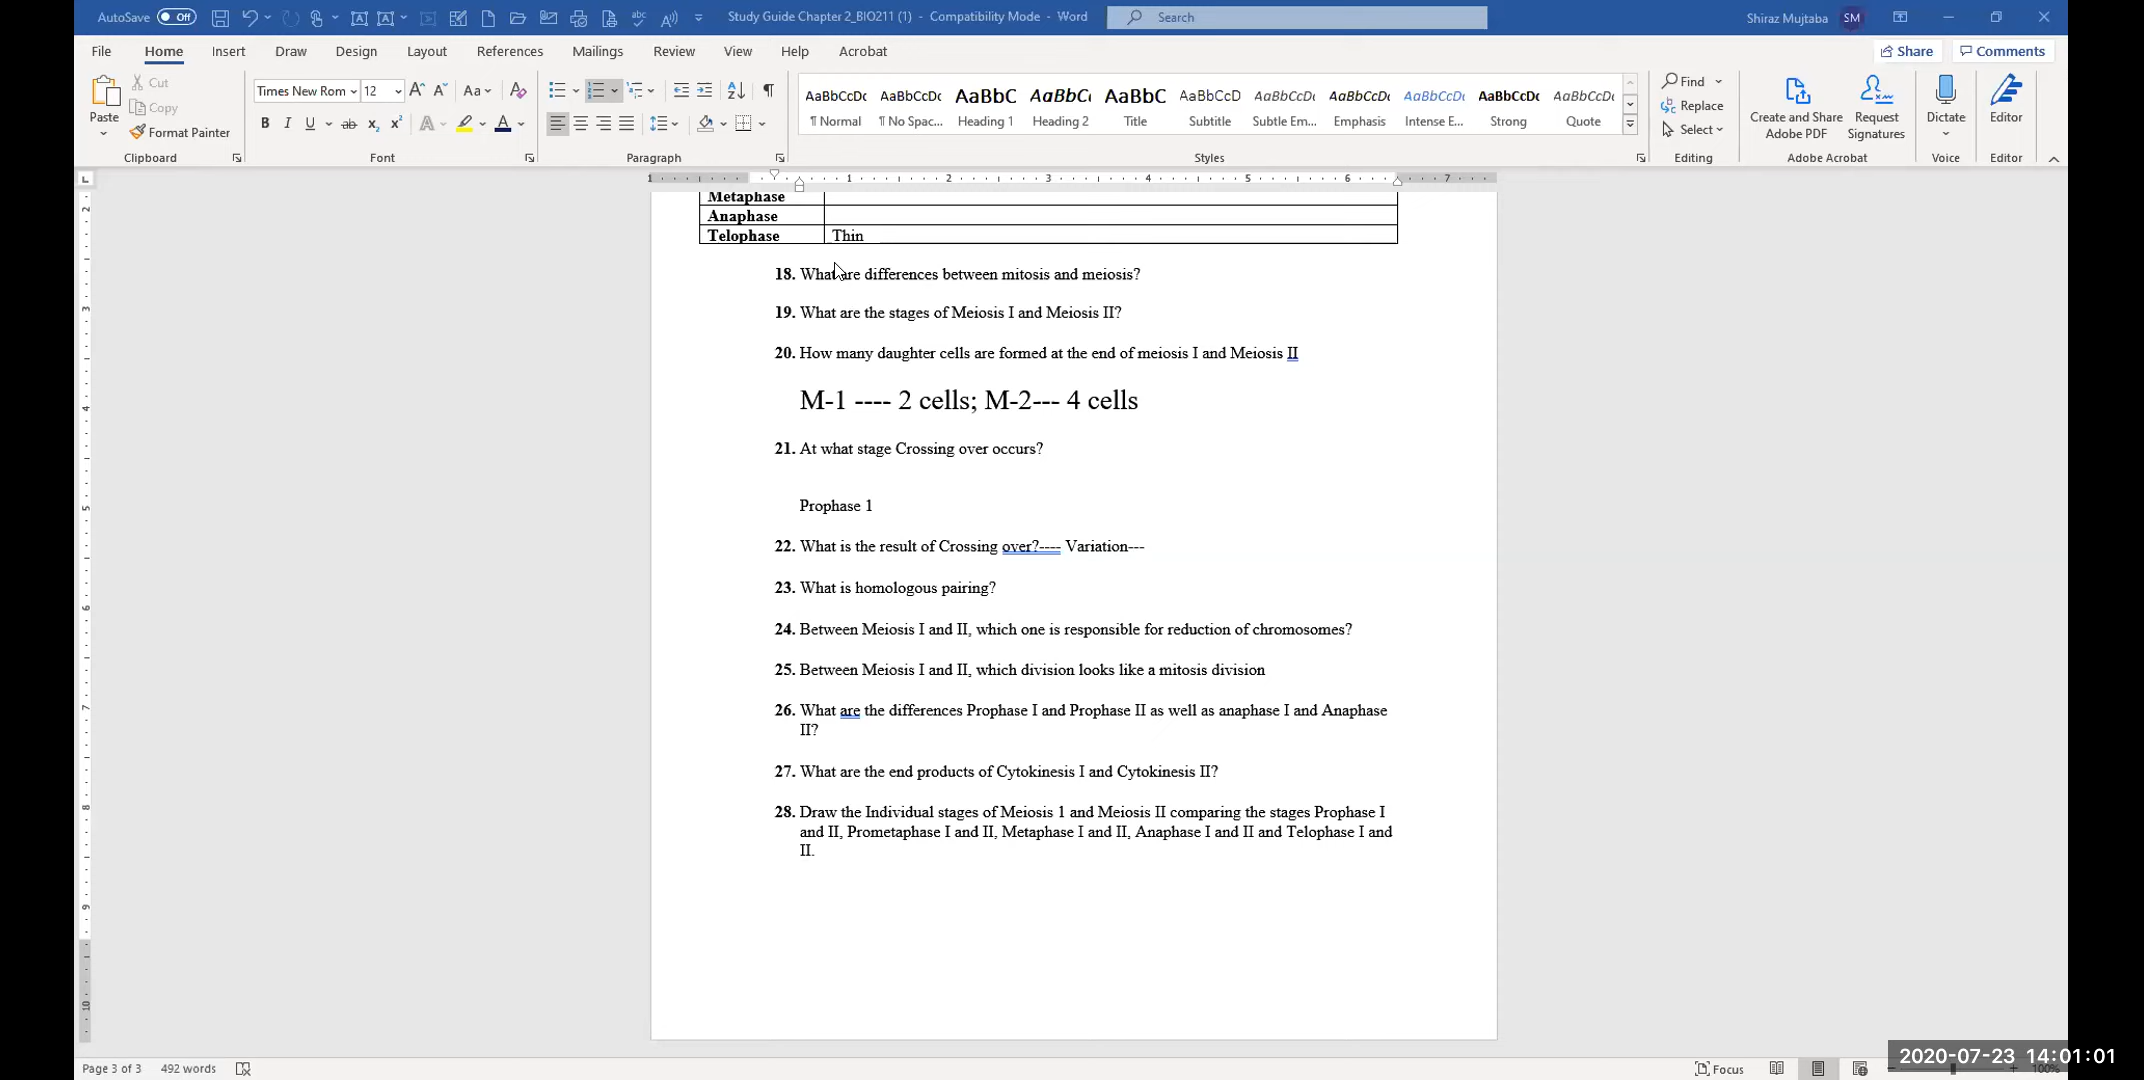 AutoSave Off Study Guide Chapter 2_BIO211 (1) - Compatibility Mode - Word Search Shiraz Mujtaba SM
File Home Insert Draw Design Layout References Mailings Review View Help Acrobat Share Comments
Paste Cut Copy Format Painter
Times New Rom 12
AaBbCcDc AaBbCcDc AaBbC AaBbCc AaBbC AaBbCcD AaBbCcDc AaBbCcDc AaBbCcDc AaBbCcDc AaBbCcDc
¶ Normal ¶ No Spac... Heading 1 Heading 2 Title Subtitle Subtle Em... Emphasis Intense E... Strong Quote
Find Replace Select
Create and Share Adobe PDF Request Signatures Dictate Editor
Clipboard Font Paragraph Styles Editing Adobe Acrobat Voice Editor
1 1 2 3 4 5 6 7
Metaphase
Anaphase
Telophase Thin
18. What are differences between mitosis and meiosis?
19. What are the stages of Meiosis I and Meiosis II?
20. How many daughter cells are formed at the end of meiosis I and Meiosis II
M-1 ---- 2 cells; M-2--- 4 cells
21. At what stage Crossing over occurs?
Prophase 1
22. What is the result of Crossing over?---- Variation---
23. What is homologous pairing?
24. Between Meiosis I and II, which one is responsible for reduction of chromosomes?
25. Between Meiosis I and II, which division looks like a mitosis division
26. What are the differences Prophase I and Prophase II as well as anaphase I and Anaphase
II?
27. What are the end products of Cytokinesis I and Cytokinesis II?
28. Draw the Individual stages of Meiosis 1 and Meiosis II comparing the stages Prophase I
and II, Prometaphase I and II, Metaphase I and II, Anaphase I and II and Telophase I and
II.
Page 3 of 3 492 words Focus 100%
2020-07-23 14:01:01